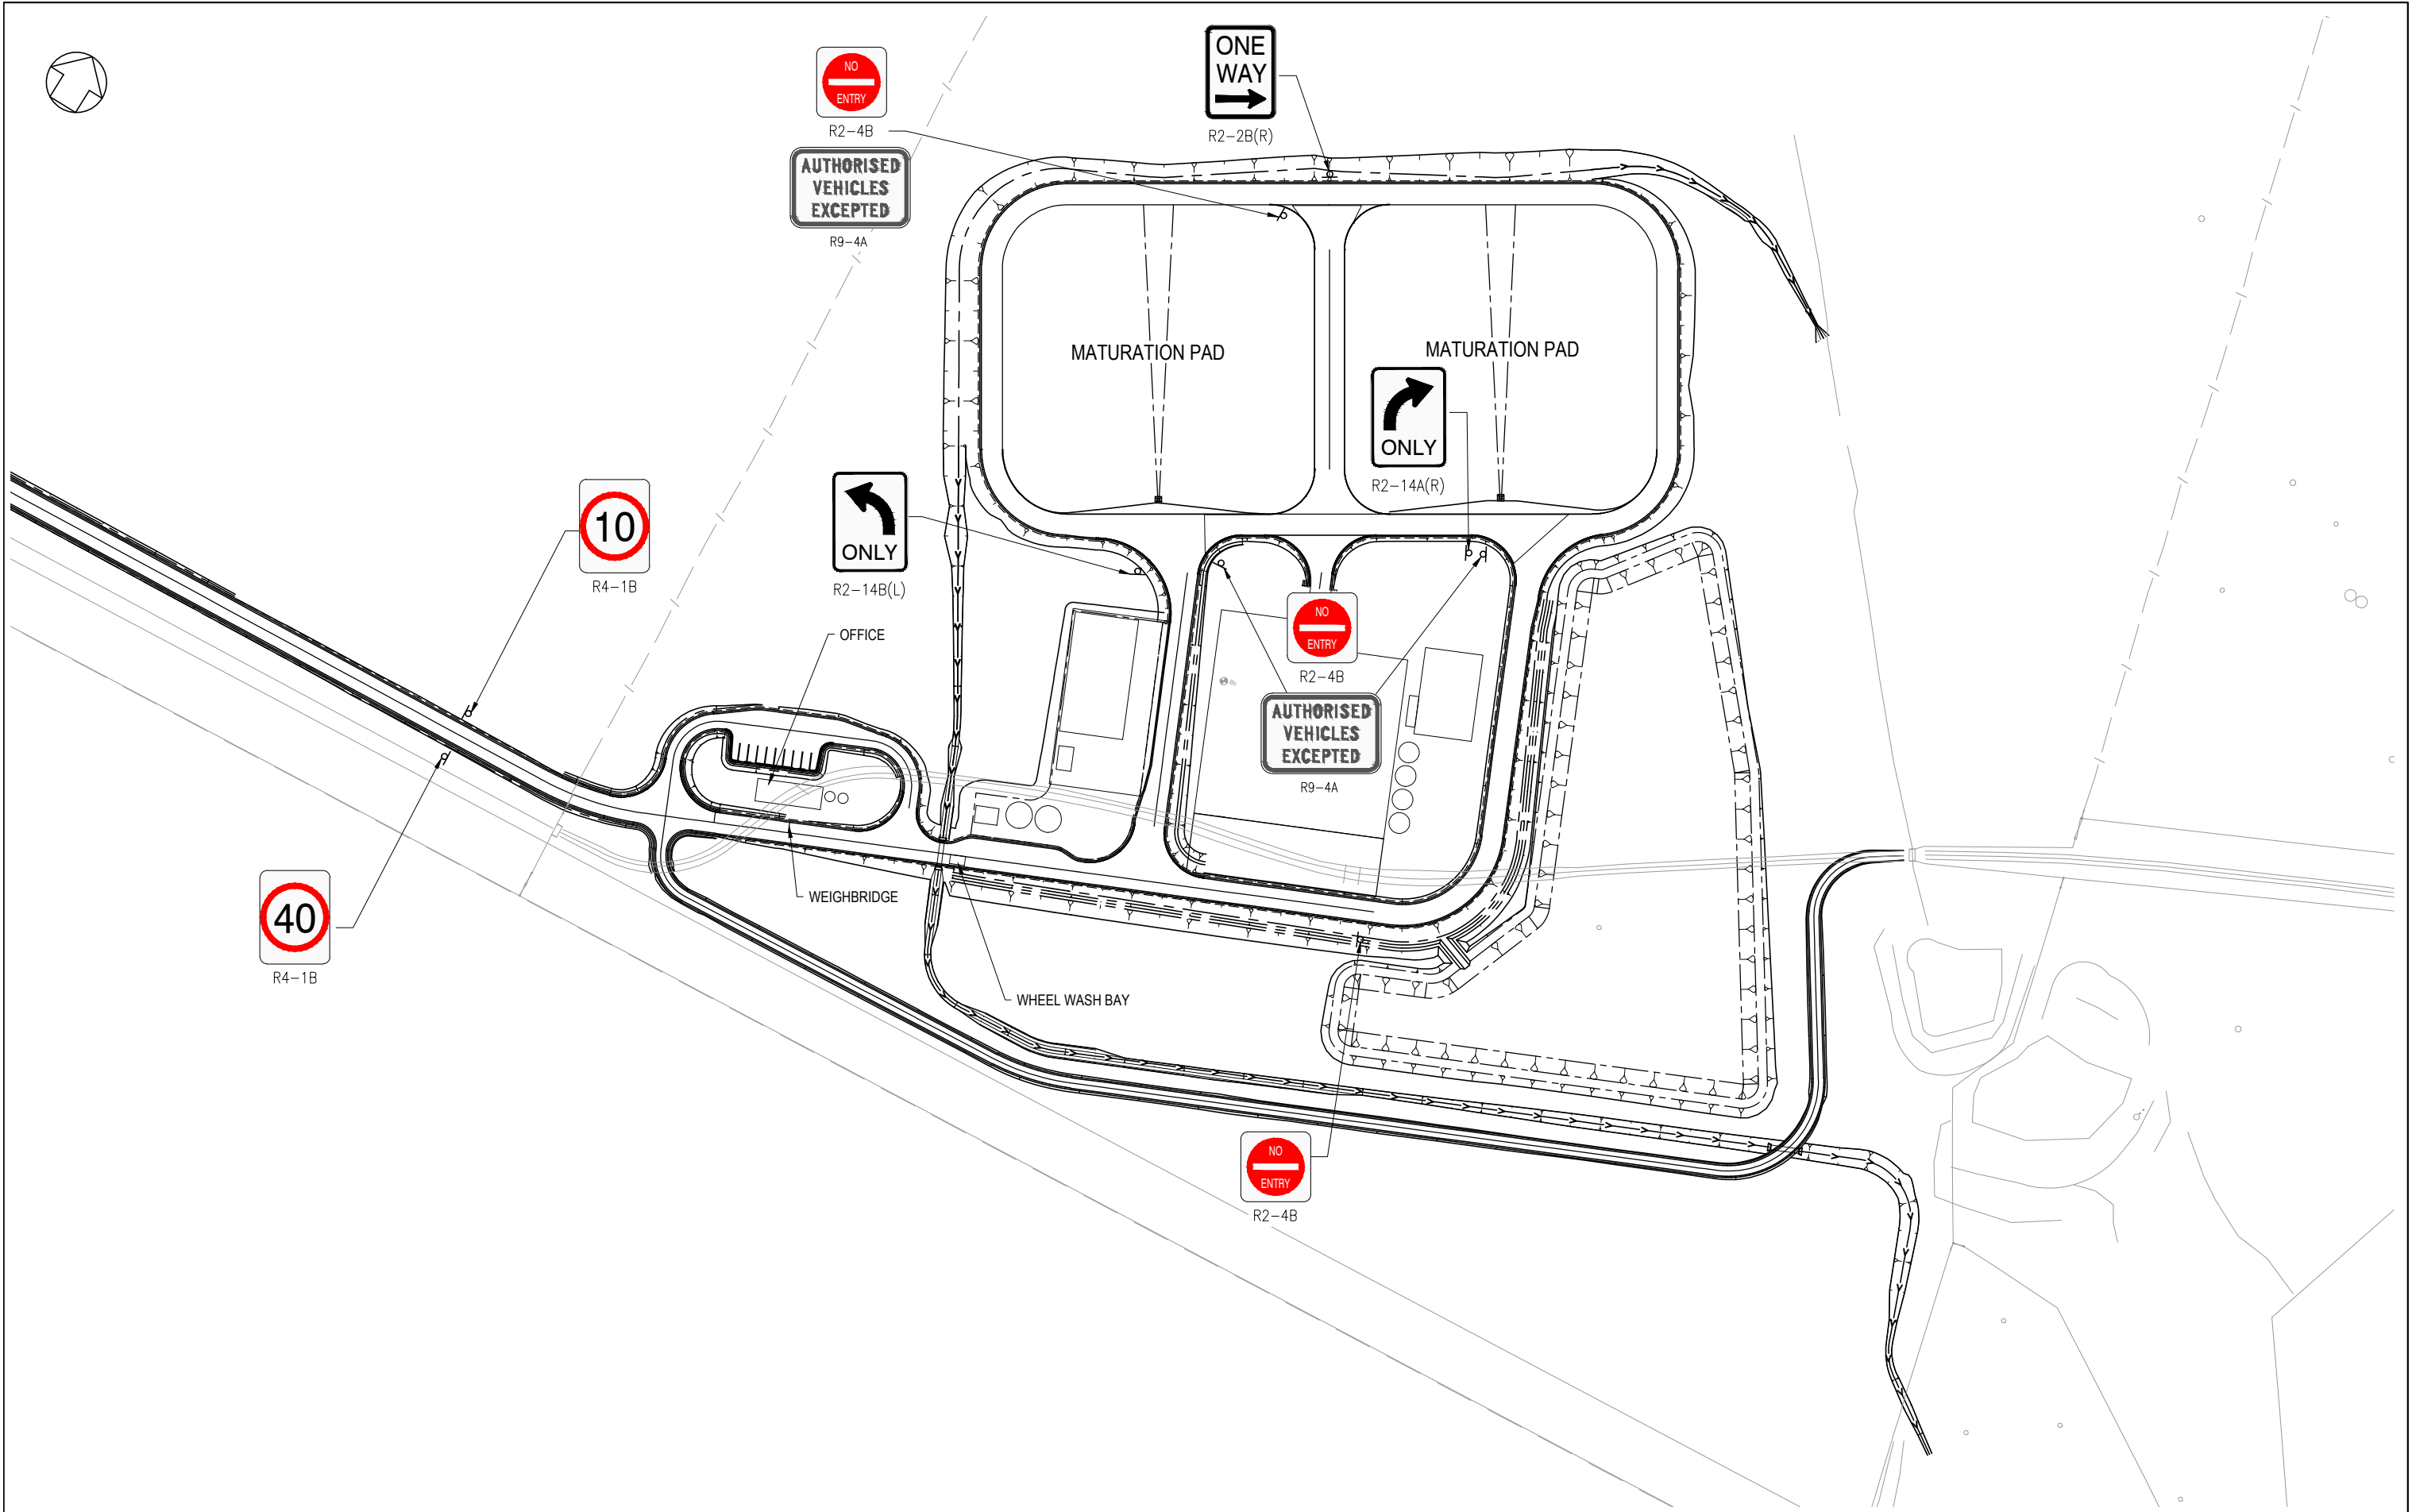 NO
ENTRY
R2-4B
AUTHORISED
VEHICLES
EXCEPTED
R9-4A
ONE
WAY
R2-2B(R)
MATURATION PAD
MATURATION PAD
ONLY
R2-14A(R)
10
R4-1B
ONLY
R2-14B(L)
OFFICE
NO
ENTRY
R2-4B
AUTHORISED
VEHICLES
EXCEPTED
R9-4A
40
R4-1B
WEIGHBRIDGE
WHEEL WASH BAY
NO
ENTRY
R2-4B